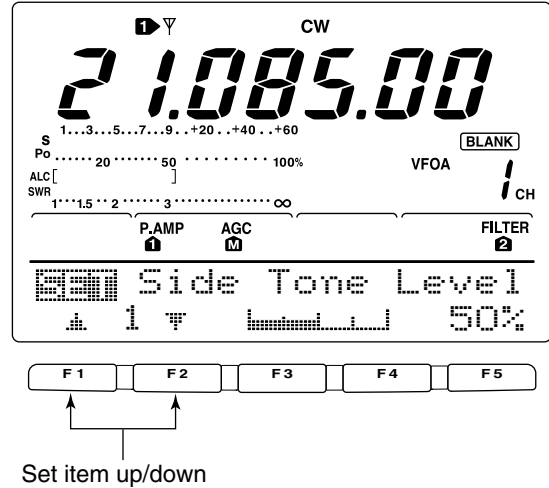 1 CW
21.085.00
1...3...5...7...9..+20..+40..+60
S
BLANK
Po ...... 20 ....... 50 .......... 100%
VFOA
1 CH
ALC [ ]
SWR
1....1.5..2 ......... 3 ................. ∞
P.AMP AGC FILTER
1 M 2
SET Side Tone Level
▲ 1 ▼ 50%
F1 F2 F3 F4 F5
Set item up/down